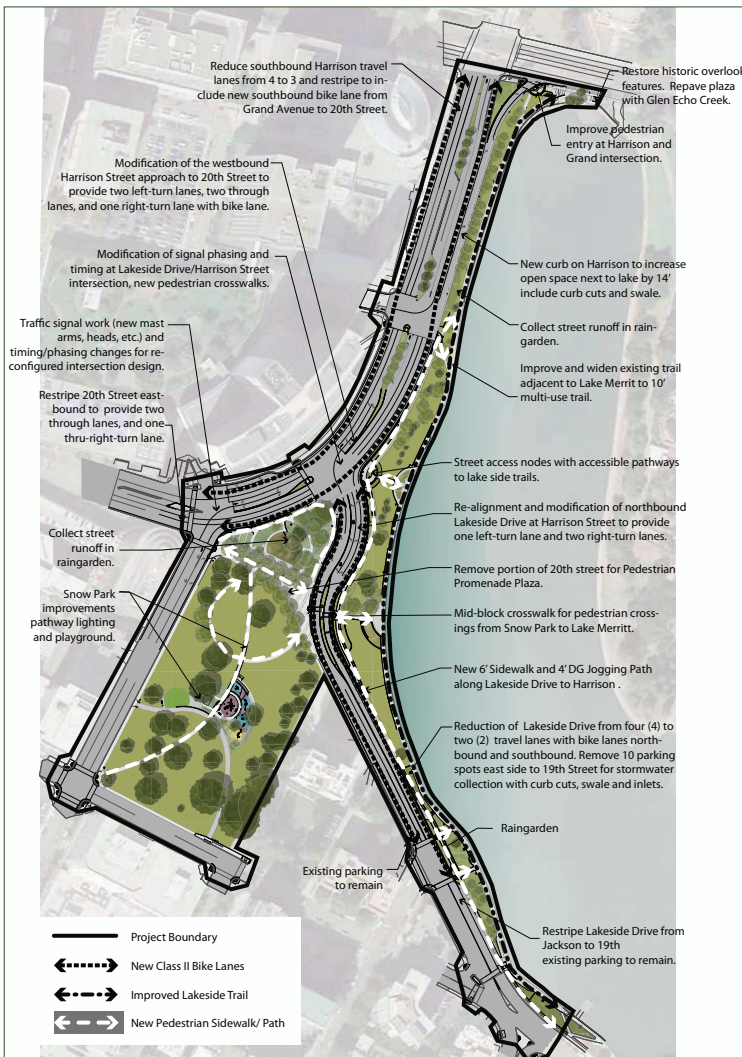 Reduce southbound Harrison travel
lanes from 4 to 3 and restripe to in-
clude new southbound bike lane from
Grand Avenue to 20th Street.
Restore historic overlook
features. Repave plaza
with Glen Echo Creek.
Improve pedestrian
entry at Harrison and
Grand intersection.
Modification of the westbound
Harrison Street approach to 20th Street to
provide two left-turn lanes, two through
lanes, and one right-turn lane with bike lane.
Modification of signal phasing and
timing at Lakeside Drive/Harrison Street
intersection, new pedestrian crosswalks.
New curb on Harrison to increase
open space next to lake by 14'
include curb cuts and swale.
Traffic signal work (new mast
arms, heads, etc.) and
timing/phasing changes for re-
configured intersection design.
Collect street runoff in rain-
garden.
Improve and widen existing trail
adjacent to Lake Merrit to 10'
multi-use trail.
Restripe 20th Street east-
bound to provide two
through lanes, and one
thru-right-turn lane.
Street access nodes with accessible pathways
to lake side trails.
Re-alignment and modification of northbound
Lakeside Drive at Harrison Street to provide
one left-turn lane and two right-turn lanes.
Collect street
runoff in
raingarden.
Remove portion of 20th street for Pedestrian
Promenade Plaza.
Snow Park
improvements
pathway lighting
and playground.
Mid-block crosswalk for pedestrian cross-
ings from Snow Park to Lake Merritt.
New 6' Sidewalk and 4' DG Jogging Path
along Lakeside Drive to Harrison .
Reduction of Lakeside Drive from four (4) to
two (2) travel lanes with bike lanes north-
bound and southbound. Remove 10 parking
spots east side to 19th Street for stormwater
collection with curb cuts, swale and inlets.
Raingarden
Existing parking
to remain
Restripe Lakeside Drive from
Jackson to 19th
existing parking to remain.
Project Boundary
New Class II Bike Lanes
Improved Lakeside Trail
New Pedestrian Sidewalk/ Path